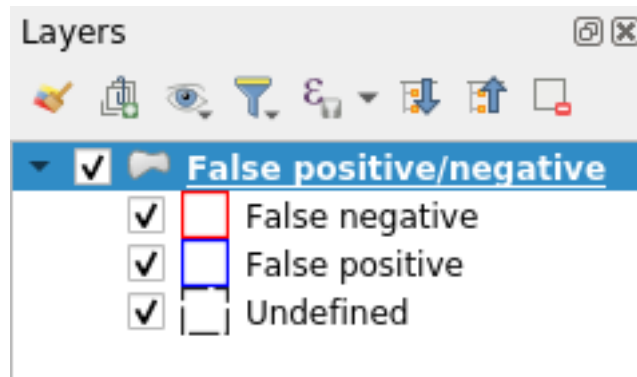 Layers
ε
False positive/negative
False negative
False positive
Undefined